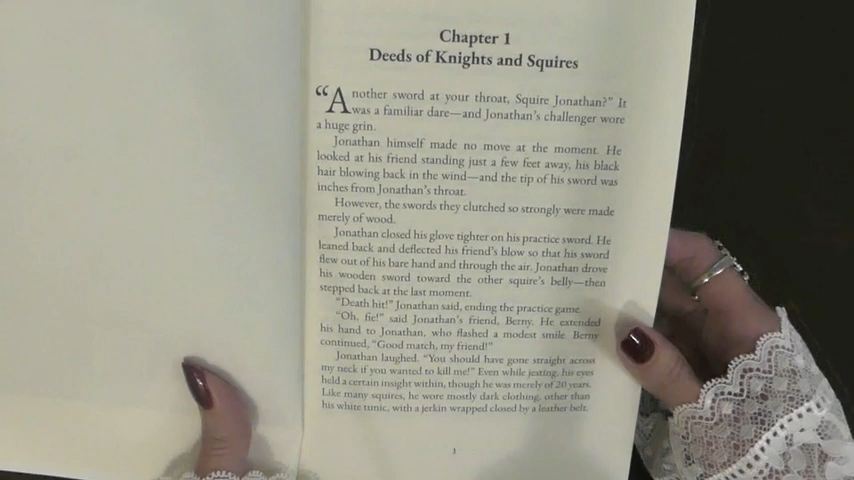 Chapter 1
Deeds of Knights and Squires
“Another sword at your throat, Squire Jonathan?” It
was a familiar dare—and Jonathan’s challenger wore
a huge grin.
Jonathan himself made no move at the moment. He
looked at his friend standing just a few feet away, his black
hair blowing back in the wind—and the tip of his sword was
inches from Jonathan’s throat.
However, the swords they clutched so strongly were made
merely of wood.
Jonathan closed his glove tighter on his practice sword. He
leaned back and deflected his friend’s blow so that his sword
flew out of his bare hand and through the air. Jonathan drove
his wooden sword toward the other squire’s belly—then
stepped back at the last moment.
“Death hit!” Jonathan said, ending the practice game.
“Oh, fie!” said Jonathan’s friend, Berny. He extended
his hand to Jonathan, who flashed a modest smile. Berny
continued, “Good match, my friend!”
Jonathan laughed. “You should have gone straight across
my neck if you wanted to kill me!” Even while jesting, his eyes
held a certain insight within, though he was merely of 20 years.
Like many squires, he wore mostly dark clothing, other than
his white tunic, with a jerkin wrapped closed by a leather belt.
1